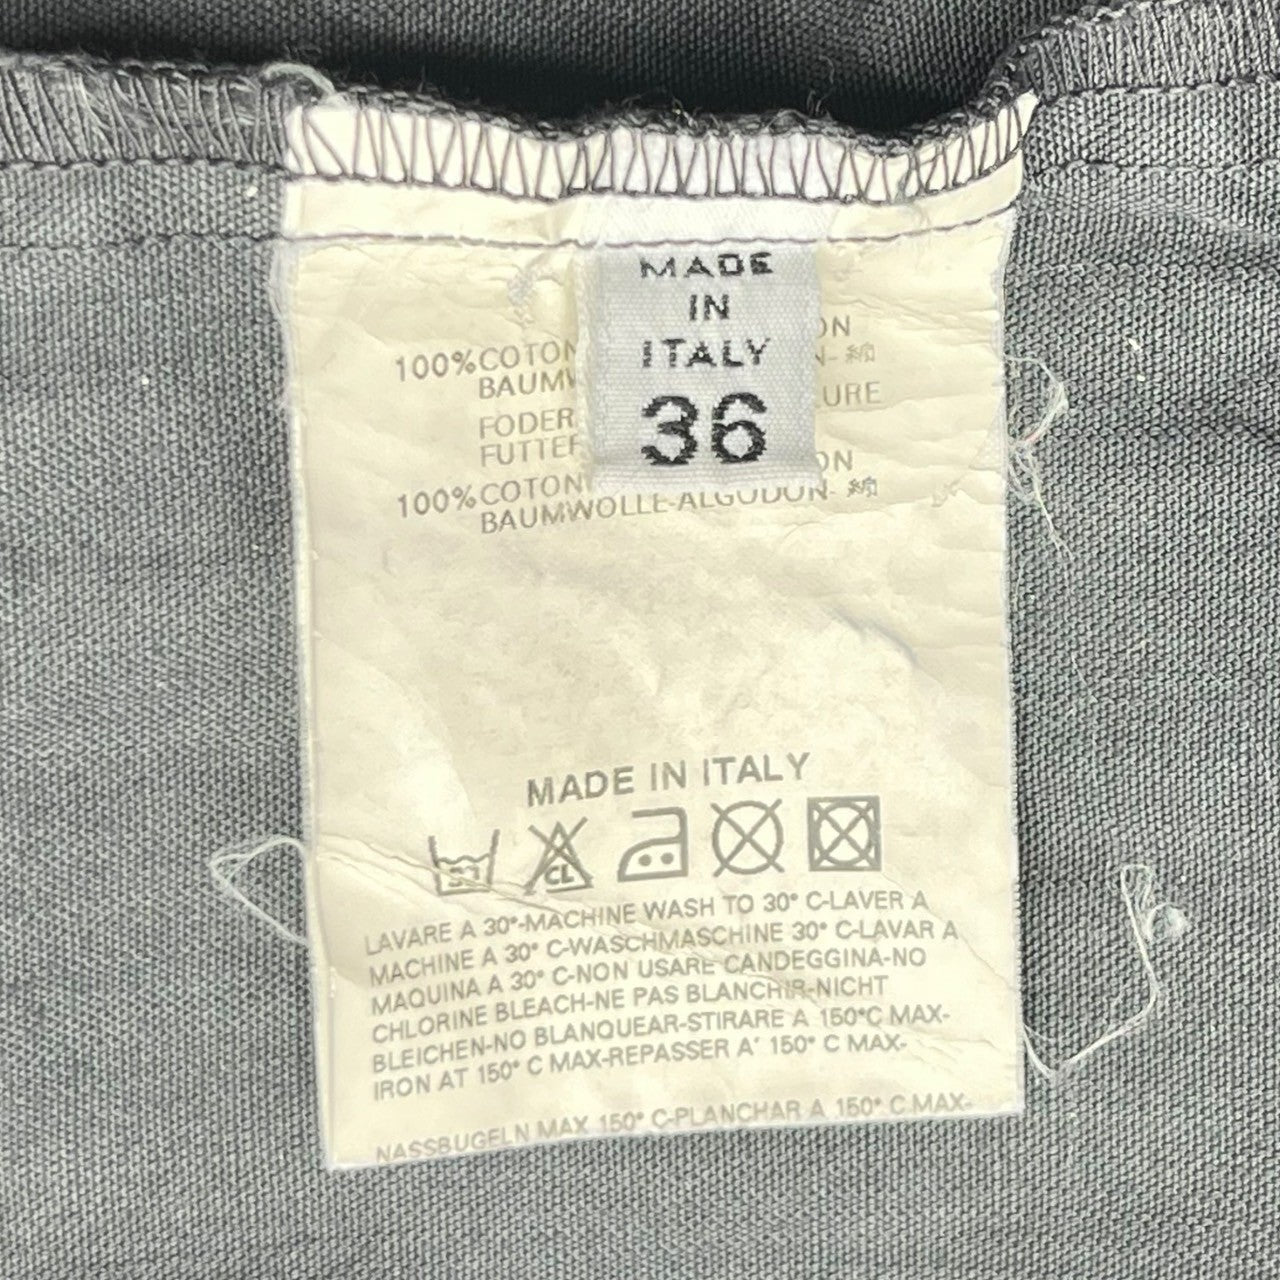 MADE
IN
ITALY
36
100%COTON ON
BAUMW N-綿
FODER URE
FUTTER
100%COTON ON
BAUMWOLLE-ALGODON-綿
MADE IN ITALY
30 CL
LAVARE A 30°-MACHINE WASH TO 30° C-LAVER A
MACHINE A 30° C-WASCHMASCHINE 30° C-LAVAR A
MAQUINA A 30° C-NON USARE CANDEGGINA-NO
CHLORINE BLEACH-NE PAS BLANCHIR-NICHT
BLEICHEN-NO BLANQUEAR-STIRARE A 150°C MAX-
IRON AT 150° C MAX-REPASSER A' 150° C MAX-
NASSBUGELN MAX 150° C-PLANCHAR A 150° C MAX-